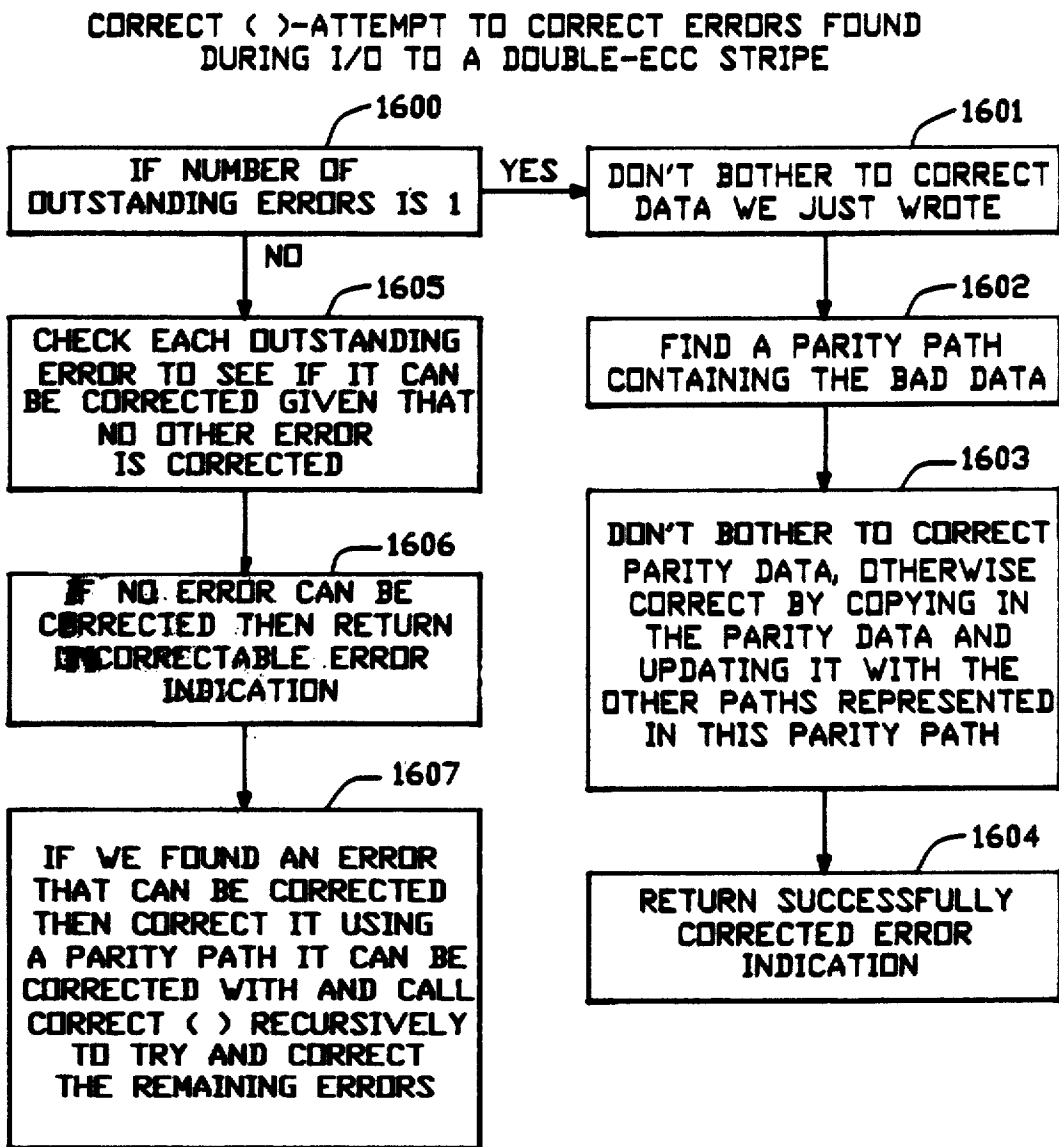 CORRECT ( )-ATTEMPT TO CORRECT ERRORS FOUND
DURING I/O TO A DOUBLE-ECC STRIPE
1600
IF NUMBER OF
OUTSTANDING ERRORS IS 1
YES
NO
1601
DON'T BOTHER TO CORRECT
DATA WE JUST WROTE
1602
FIND A PARITY PATH
CONTAINING THE BAD DATA
1603
DON'T BOTHER TO CORRECT
PARITY DATA, OTHERWISE
CORRECT BY COPYING IN
THE PARITY DATA AND
UPDATING IT WITH THE
OTHER PATHS REPRESENTED
IN THIS PARITY PATH
1604
RETURN SUCCESSFULLY
CORRECTED ERROR
INDICATION
1605
CHECK EACH OUTSTANDING
ERROR TO SEE IF IT CAN
BE CORRECTED GIVEN THAT
NO OTHER ERROR
IS CORRECTED
1606
IF NO ERROR CAN BE
CORRECTED THEN RETURN
UNCORRECTABLE ERROR
INDICATION
1607
IF WE FOUND AN ERROR
THAT CAN BE CORRECTED
THEN CORRECT IT USING
A PARITY PATH IT CAN BE
CORRECTED WITH AND CALL
CORRECT ( ) RECURSIVELY
TO TRY AND CORRECT
THE REMAINING ERRORS